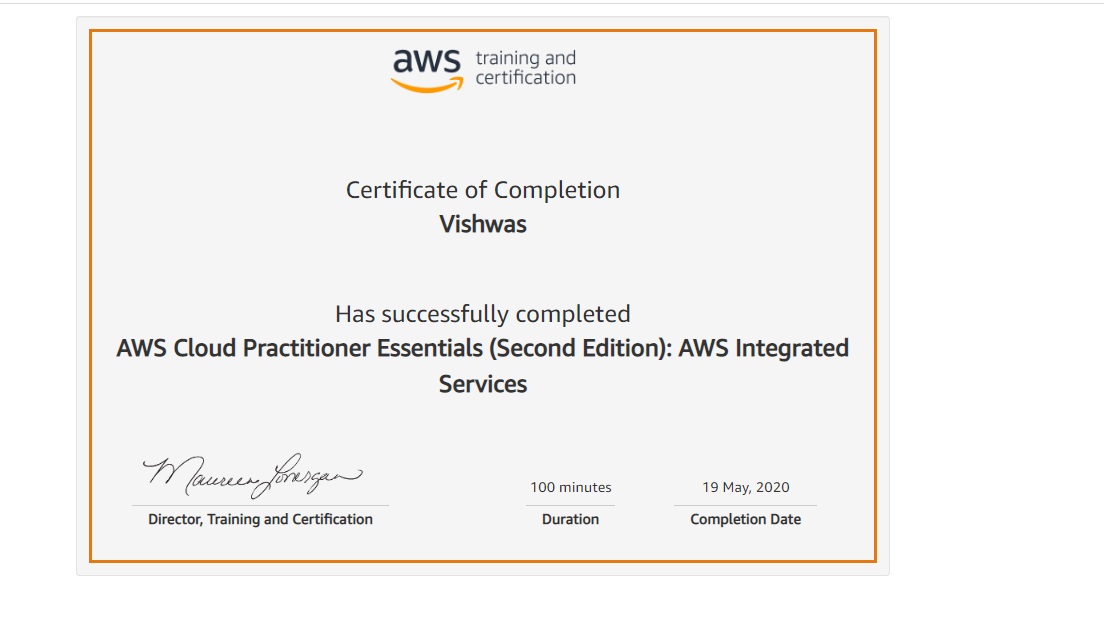 aws training and
certification
Certificate of Completion
Vishwas
Has successfully completed
AWS Cloud Practitioner Essentials (Second Edition): AWS Integrated
Services
Maureen Lonergan
100 minutes
19 May, 2020
Director, Training and Certification
Duration
Completion Date